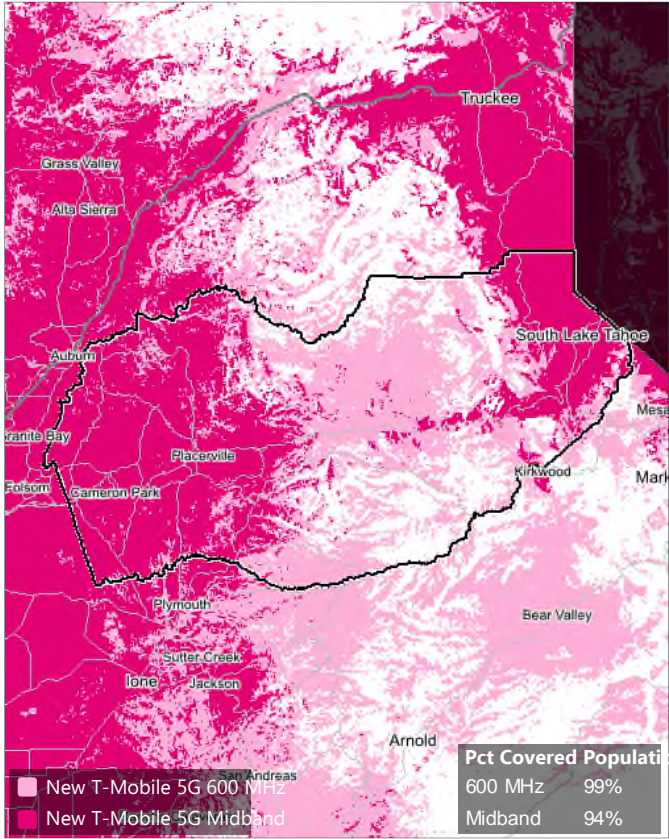 Truckee
Grass Valley
Alta Sierra
South Lake Tahoe
Auburn
Mesa
Granite Bay
Placerville
Kirkwood
Mark
Folsom
Cameron Park
Plymouth
Bear Valley
Sutter Creek
Ione
Jackson
Arnold
San Andreas
Pct Covered Populatio
New T-Mobile 5G 600 MHz
600 MHz 99%
New T-Mobile 5G Midband
Midband 94%